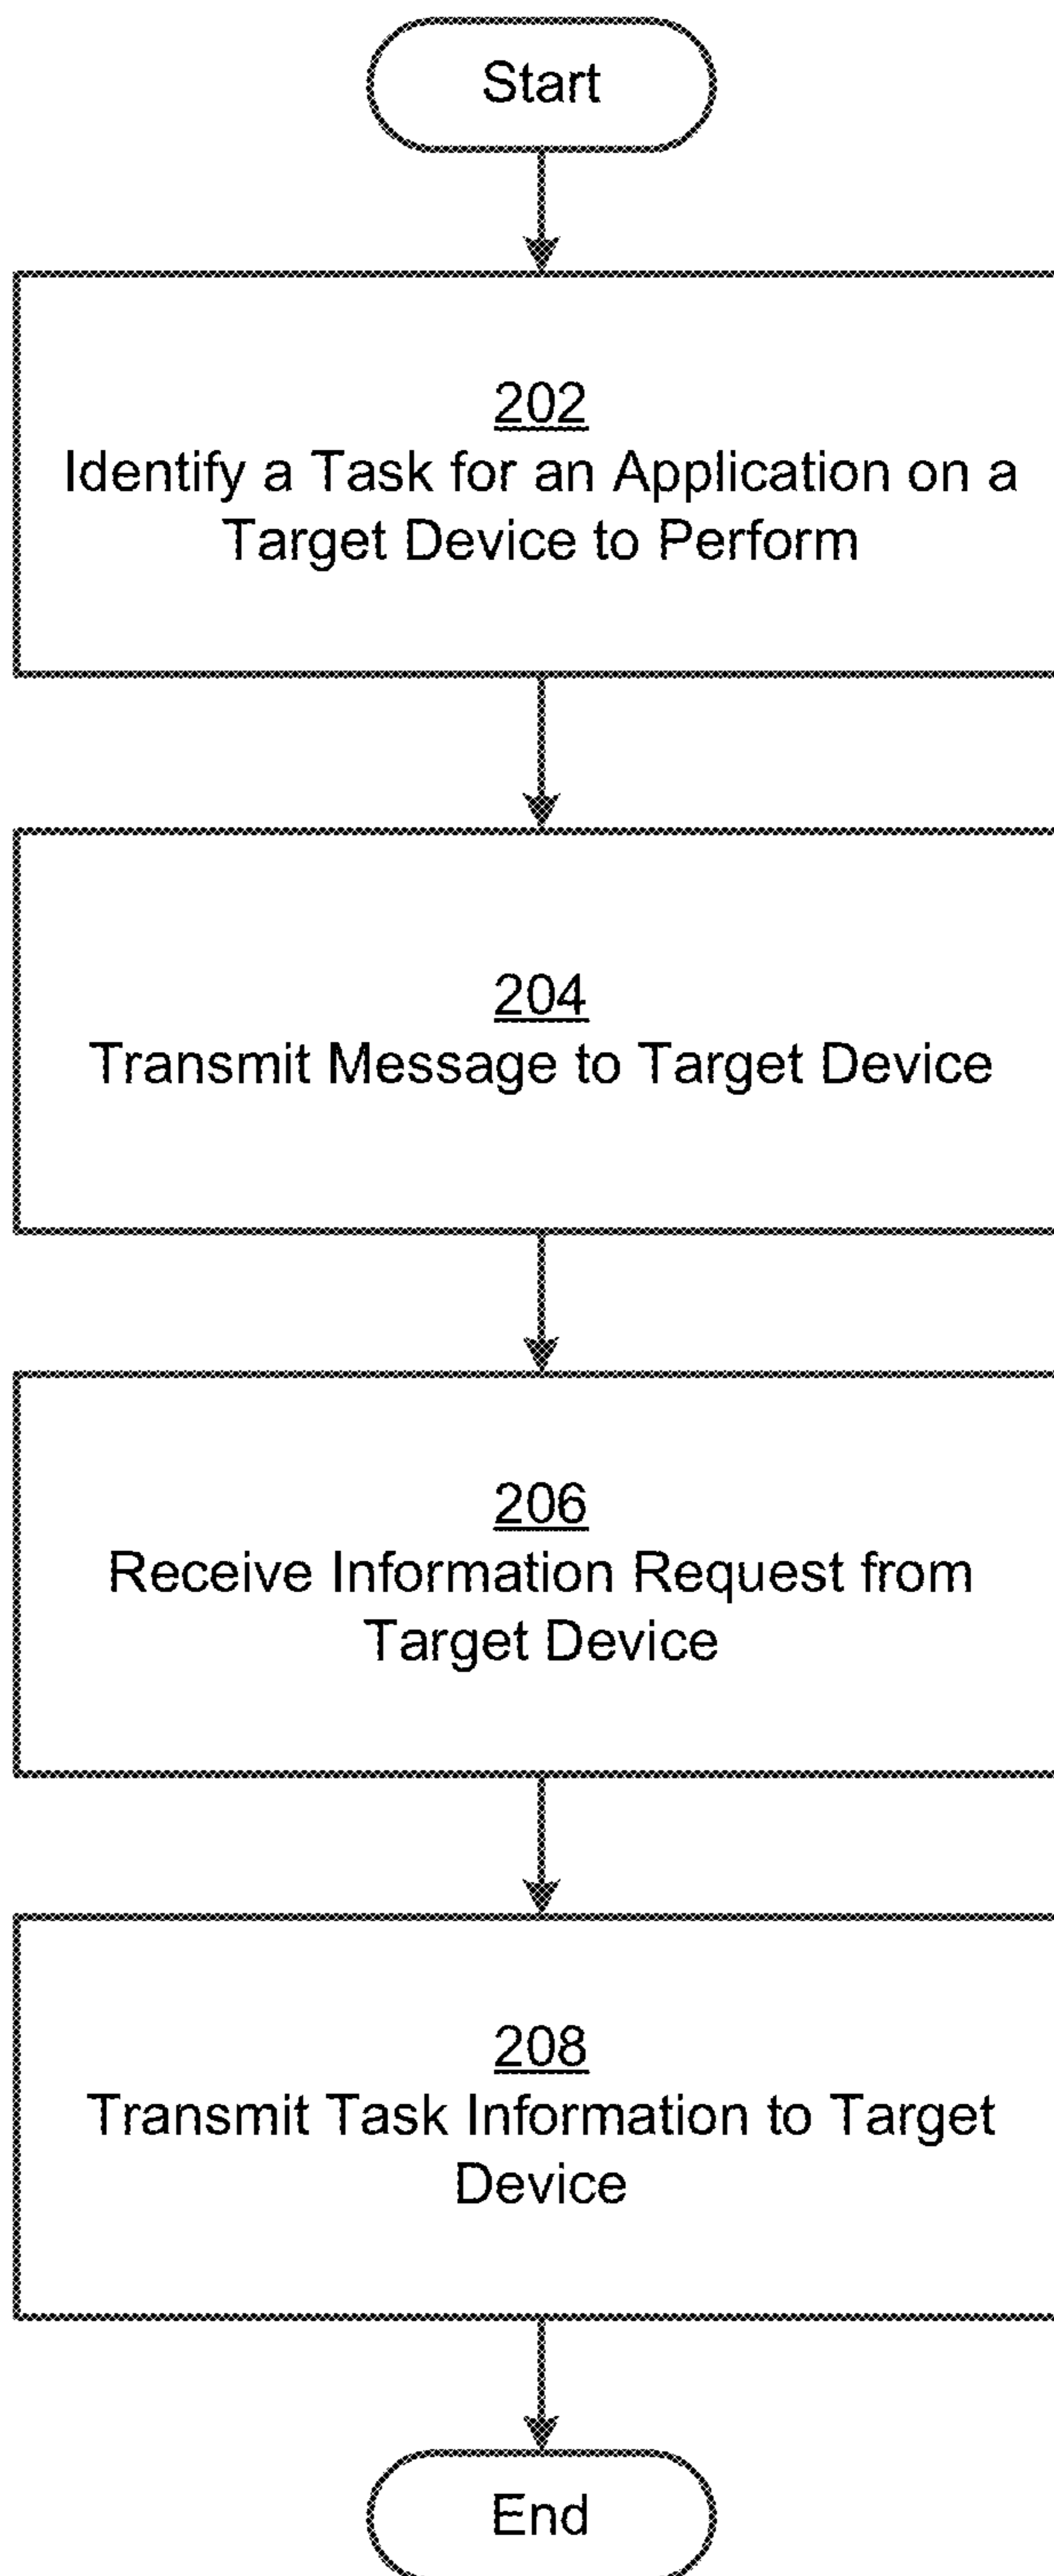 Start
202
Identify a Task for an Application on a
Target Device to Perform
204
Transmit Message to Target Device
206
Receive Information Request from
Target Device
208
Transmit Task Information to Target
Device
End